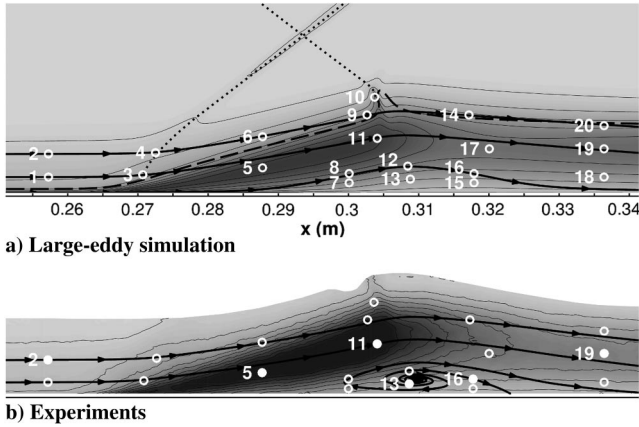 10
9 14
6 20
2 4 11 17 19
12
1 3 5 8 13 16 18
7 15
0.26 0.27 0.28 0.29 0.3 0.31 0.32 0.33 0.34
x (m)
a) Large-eddy simulation
2 11 19
5 13 16
b) Experiments